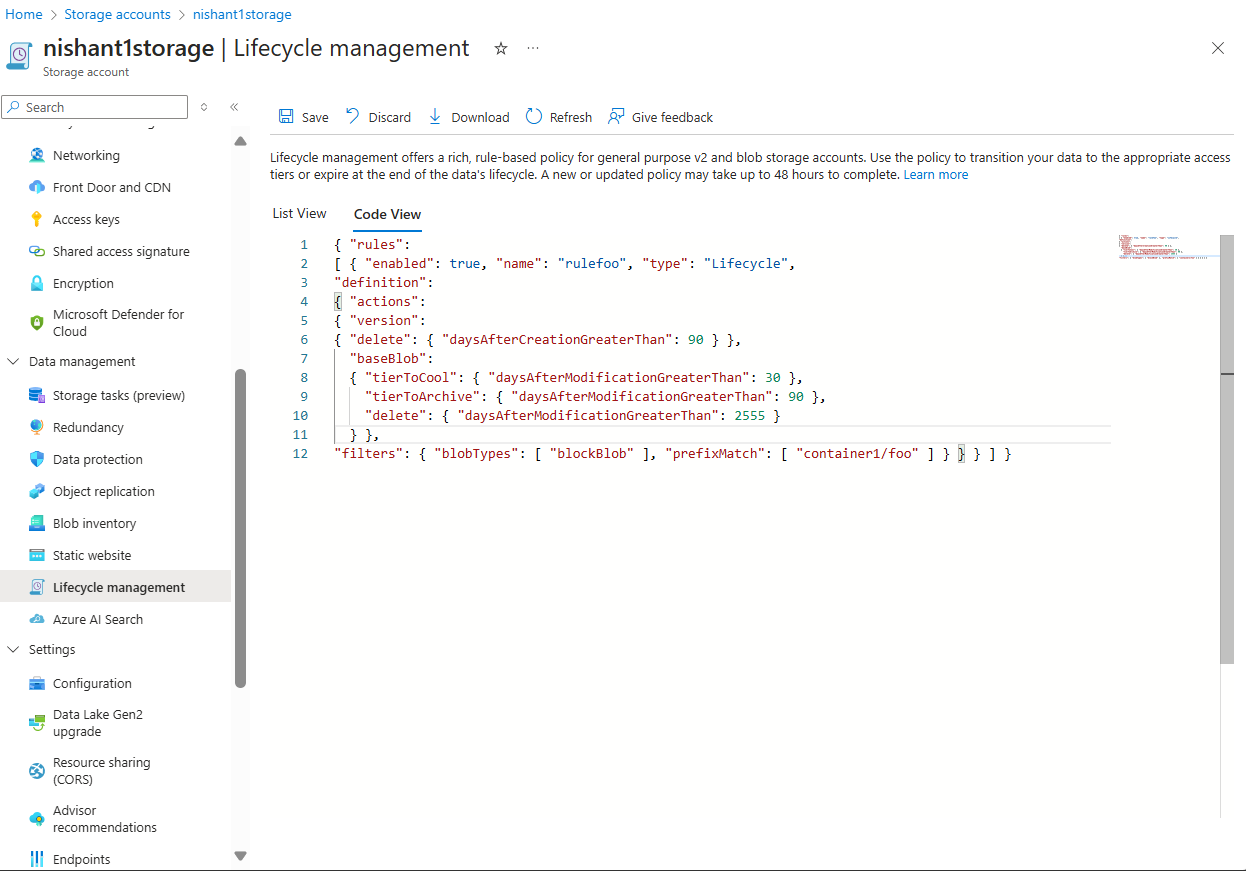 Home > Storage accounts > nishant1storage
nishant1storage | Lifecycle management
Storage account
Search
Networking
Front Door and CDN
Access keys
Shared access signature
Encryption
Microsoft Defender for
Cloud
Data management
Storage tasks (preview)
Redundancy
Data protection
Object replication
Blob inventory
Static website
Lifecycle management
Azure AI Search
Settings
Configuration
Data Lake Gen2
upgrade
Resource sharing
(CORS)
Advisor
recommendations
Endpoints
Save Discard Download Refresh Give feedback
Lifecycle management offers a rich, rule-based policy for general purpose v2 and blob storage accounts. Use the policy to transition your data to the appropriate access
tiers or expire at the end of the data's lifecycle. A new or updated policy may take up to 48 hours to complete. Learn more
List View Code View
1 { "rules":
2 [ { "enabled": true, "name": "rulefoo", "type": "Lifecycle",
3 "definition":
4 { "actions":
5 { "version":
6 { "delete": { "daysAfterCreationGreaterThan": 90 } },
7 "baseBlob":
8 { "tierToCool": { "daysAfterModificationGreaterThan": 30 },
9 "tierToArchive": { "daysAfterModificationGreaterThan": 90 },
10 "delete": { "daysAfterModificationGreaterThan": 2555 }
11 } },
12 "filters": { "blobTypes": [ "blockBlob" ], "prefixMatch": [ "container1/foo" ] } } } ] }